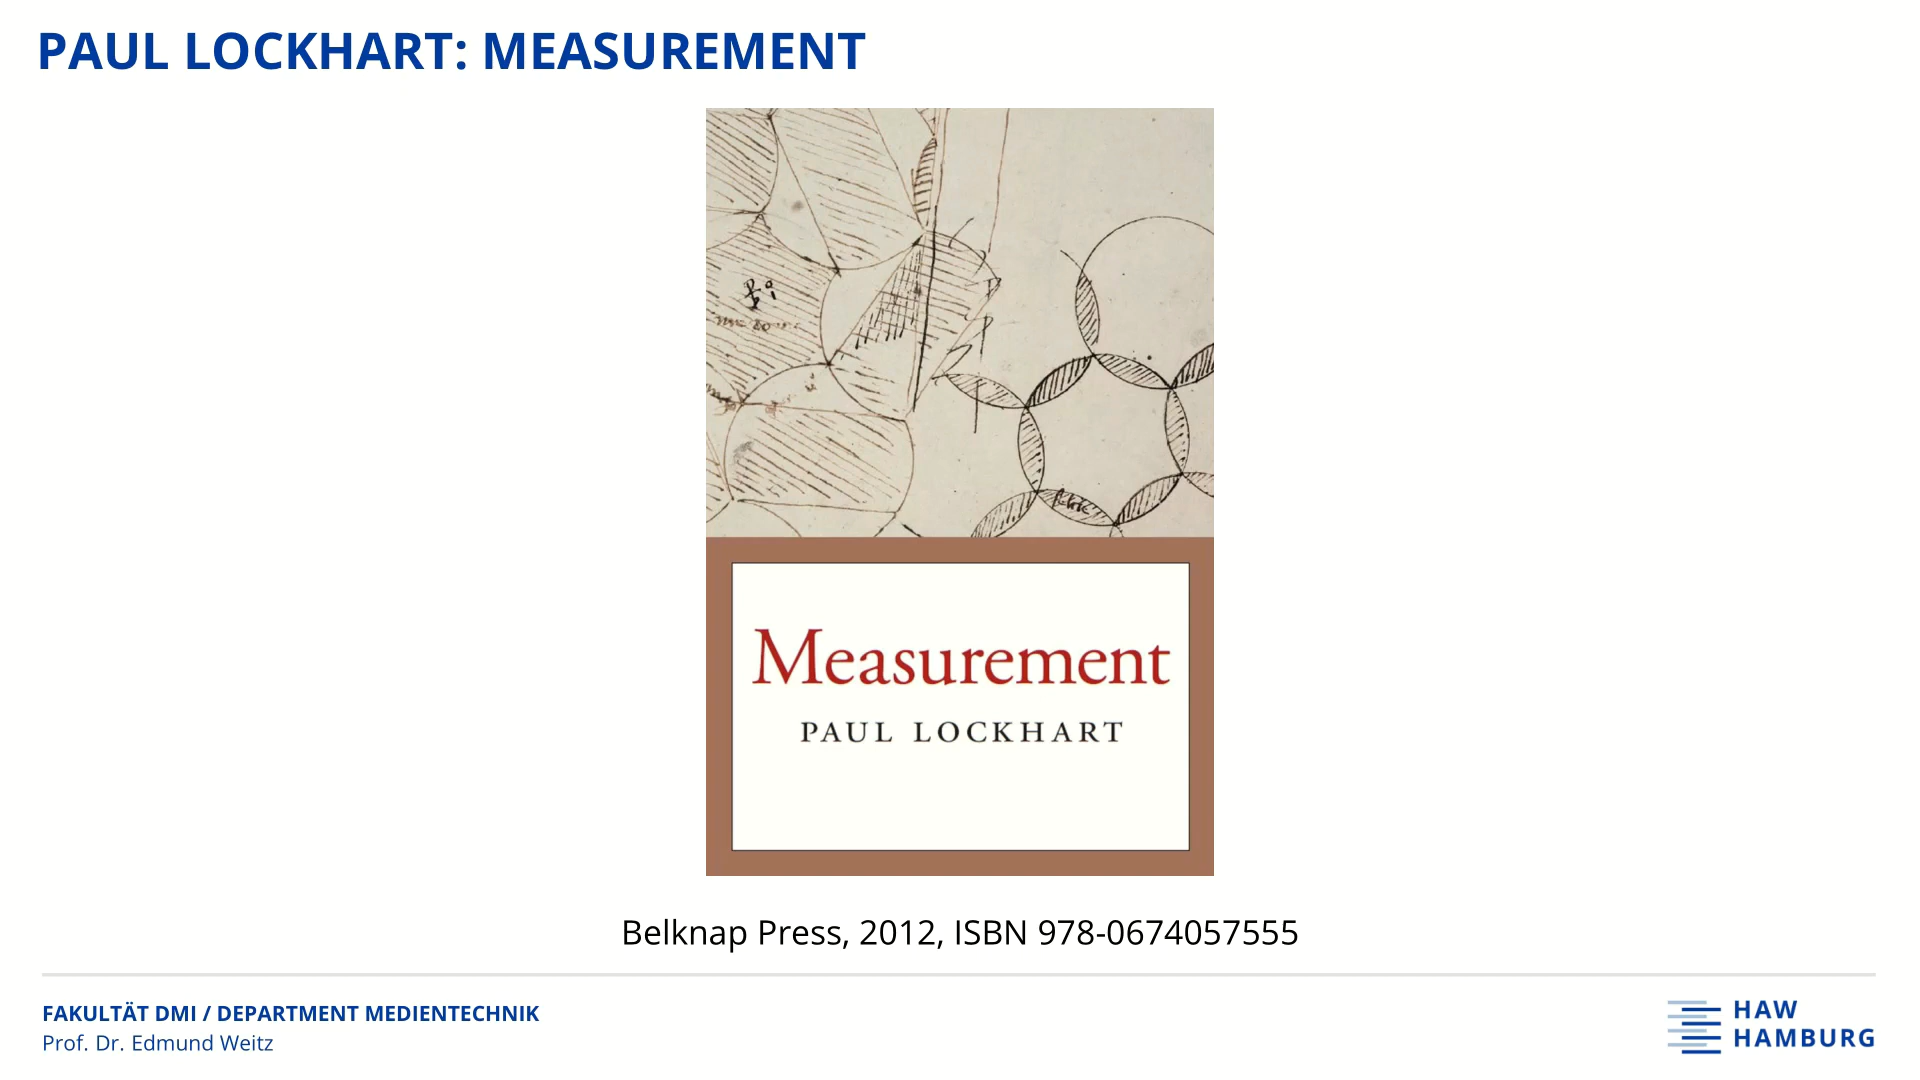 PAUL LOCKHART: MEASUREMENT
Measurement
PAUL LOCKHART
Belknap Press, 2012, ISBN 978-0674057555
FAKULTÄT DMI / DEPARTMENT MEDIENTECHNIK
Prof. Dr. Edmund Weitz
HAW
HAMBURG